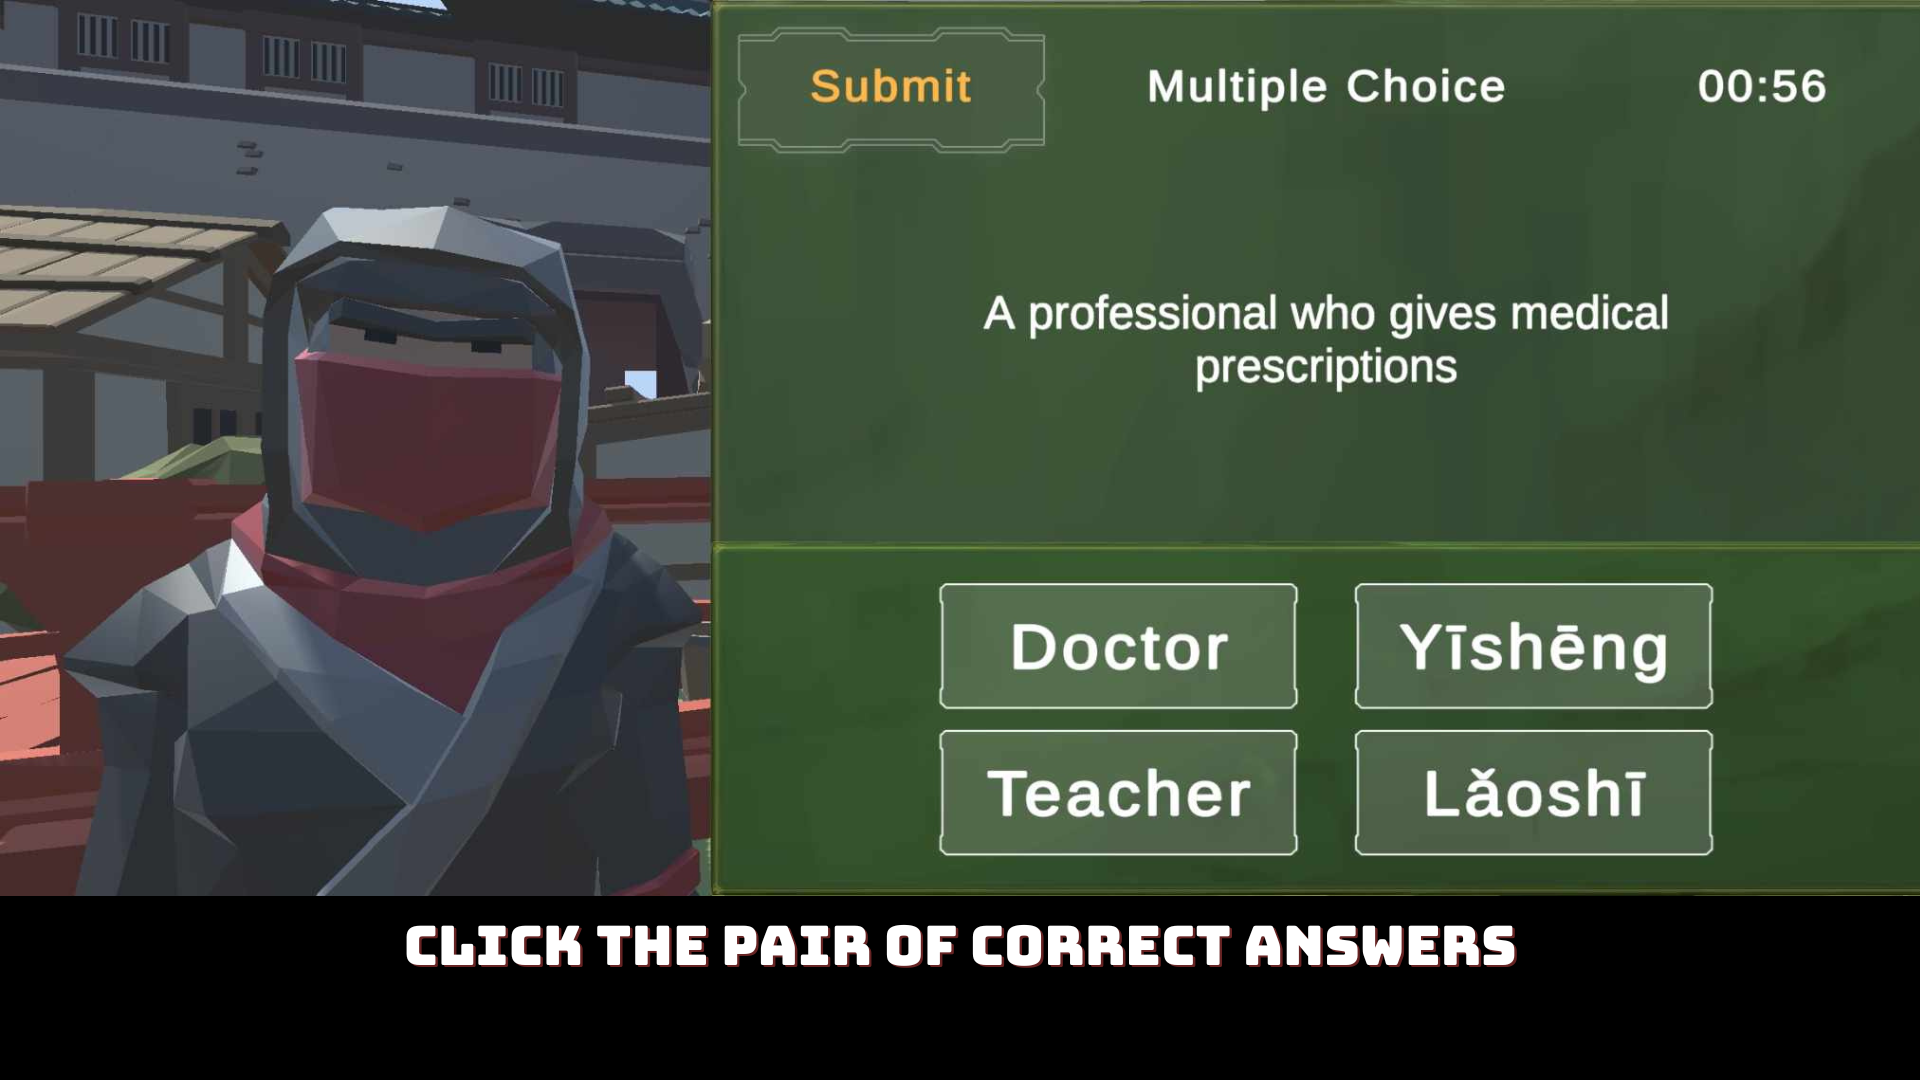 Submit
Multiple Choice
00:56
A professional who gives medical
prescriptions
Doctor
Yīshēng
Teacher
Lǎoshī
CLICK THE PAIR OF CORRECT ANSWERS